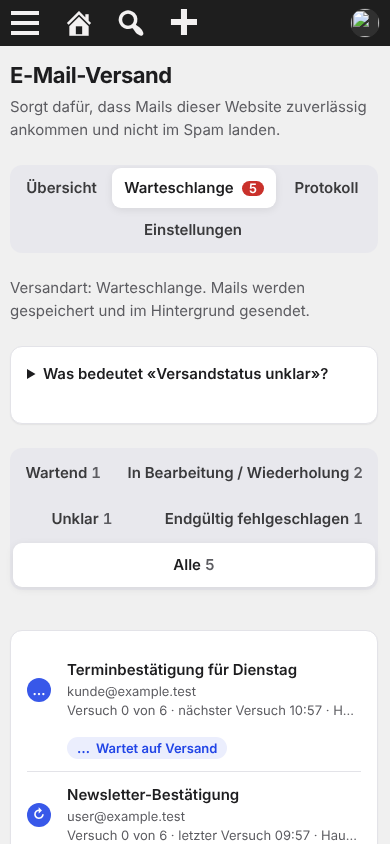 E-Mail-Versand
Sorgt dafür, dass Mails dieser Website zuverlässig
ankommen und nicht im Spam landen.
Übersicht
Warteschlange 5
Protokoll
Einstellungen
Versandart: Warteschlange. Mails werden
gespeichert und im Hintergrund gesendet.
Was bedeutet «Versandstatus unklar»?
Wartend 1
In Bearbeitung / Wiederholung 2
Unklar 1
Endgültig fehlgeschlagen 1
Alle 5
Terminbestätigung für Dienstag
kunde@example.test
Versuch 0 von 6 · nächster Versuch 10:57 · H...
... Wartet auf Versand
Newsletter-Bestätigung
user@example.test
Versuch 0 von 6 · letzter Versuch 09:57 · Hau...